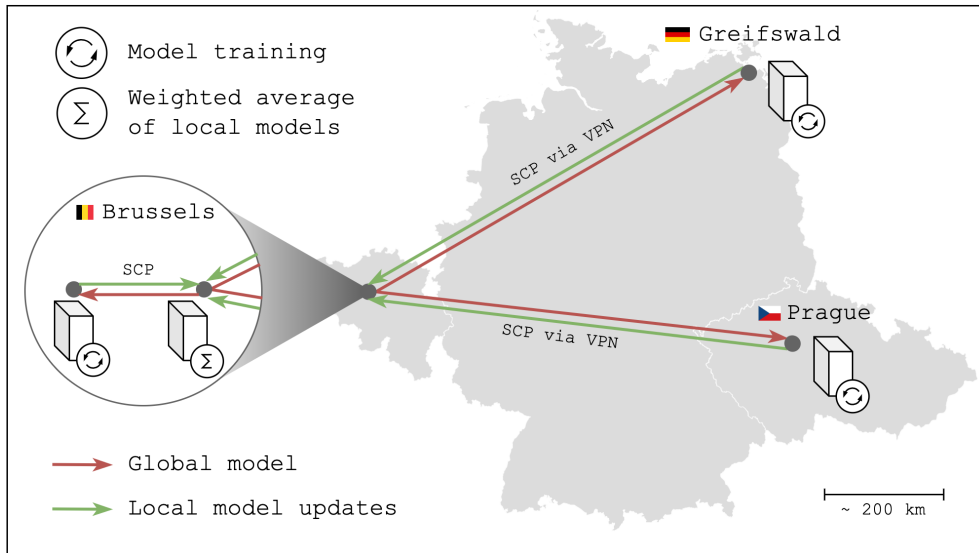 Model training
Weighted average
of local models
Σ
Greifswald
SCP via VPN
Brussels
SCP
Σ
Prague
SCP via VPN
Global model
Local model updates
~ 200 km